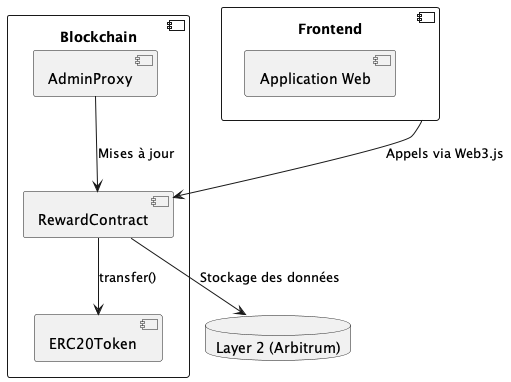 Blockchain
Frontend
AdminProxy
Application Web
Mises à jour
Appels via Web3.js
RewardContract
transfer()
Stockage des données
ERC20Token
Layer 2 (Arbitrum)